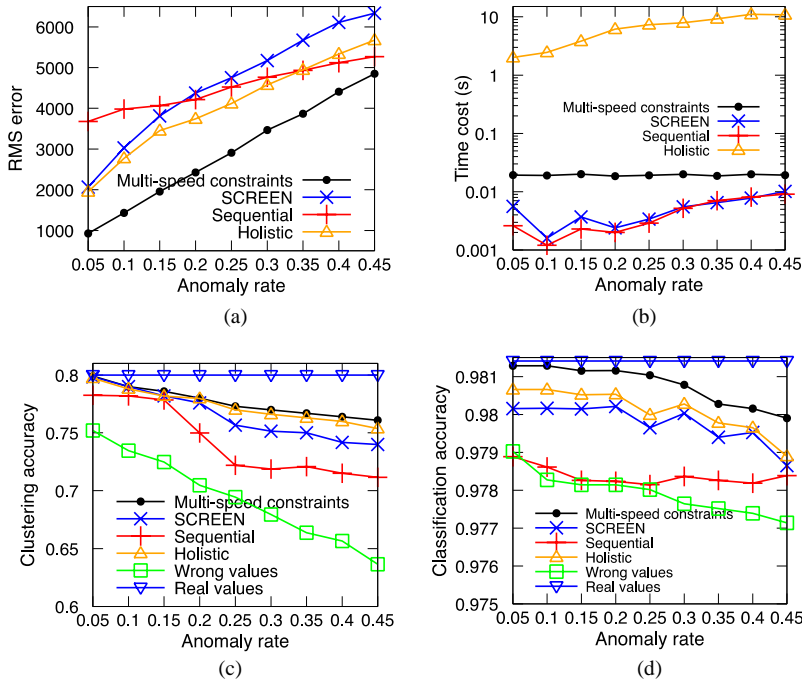 6000
5000
4000
3000
2000
1000
RMS error
Multi-speed constraints
SCREEN
Sequential
Holistic
0.05 0.1 0.15 0.2 0.25 0.3 0.35 0.4 0.45
Anomaly rate
(a)
10
1
0.1
0.01
0.001
Time cost (s)
Multi-speed constraints
SCREEN
Sequential
Holistic
0.05 0.1 0.15 0.2 0.25 0.3 0.35 0.4 0.45
Anomaly rate
(b)
0.8
0.75
0.7
0.65
0.6
Clustering accuracy
Multi-speed constraints
SCREEN
Sequential
Holistic
Wrong values
Real values
0.05 0.1 0.15 0.2 0.25 0.3 0.35 0.4 0.45
Anomaly rate
(c)
0.981
0.98
0.979
0.978
0.977
0.976
0.975
Classification accuracy
Multi-speed constraints
SCREEN
Sequential
Holistic
Wrong values
Real values
0.05 0.1 0.15 0.2 0.25 0.3 0.35 0.4 0.45
Anomaly rate
(d)